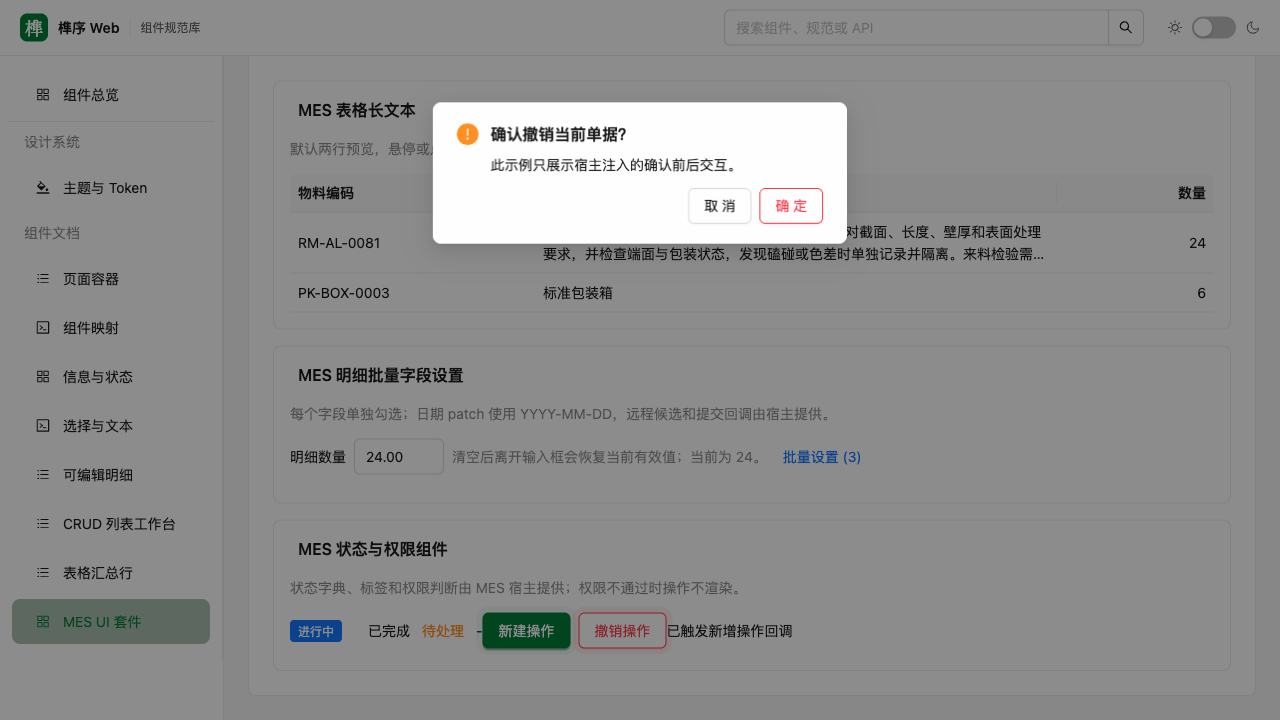 榫
榫序 Web
组件规范库
搜索组件、规范或 API
组件总览
设计系统
主题与 Token
组件文档
页面容器
组件映射
信息与状态
选择与文本
可编辑明细
CRUD 列表工作台
表格汇总行
MES UI 套件
MES 表格长文本
默认两行预览，悬停或
确认撤销当前单据?
此示例只展示宿主注入的确认前后交互。
取 消
确 定
物料编码
数量
RM-AL-0081
对截面、长度、壁厚和表面处理
要求，并检查端面与包装状态，发现磕碰或色差时单独记录并隔离。来料检验需...
24
PK-BOX-0003
标准包装箱
6
MES 明细批量字段设置
每个字段单独勾选；日期 patch 使用 YYYY-MM-DD，远程候选和提交回调由宿主提供。
明细数量
24.00
清空后离开输入框会恢复当前有效值；当前为 24。
批量设置 (3)
MES 状态与权限组件
状态字典、标签和权限判断由 MES 宿主提供；权限不通过时操作不渲染。
进行中
已完成
待处理
-
新建操作
撤销操作
已触发新增操作回调